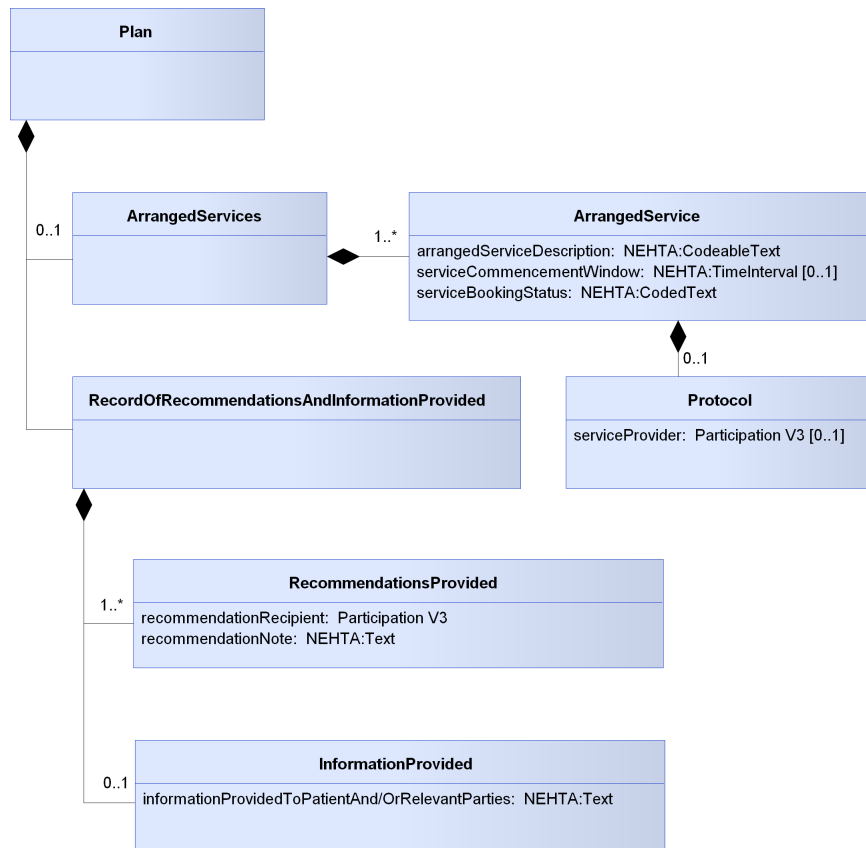 Plan
0..1
ArrangedServices
1..*
ArrangedService
arrangedServiceDescription:  NEHTA:CodeableText
serviceCommencementWindow:  NEHTA:TimeInterval [0..1]
serviceBookingStatus:  NEHTA:CodedText
0..1
RecordOfRecommendationsAndInformationProvided
Protocol
serviceProvider:  Participation V3 [0..1]
1..*
RecommendationsProvided
recommendationRecipient:  Participation V3
recommendationNote:  NEHTA:Text
0..1
InformationProvided
informationProvidedToPatientAnd/OrRelevantParties:  NEHTA:Text